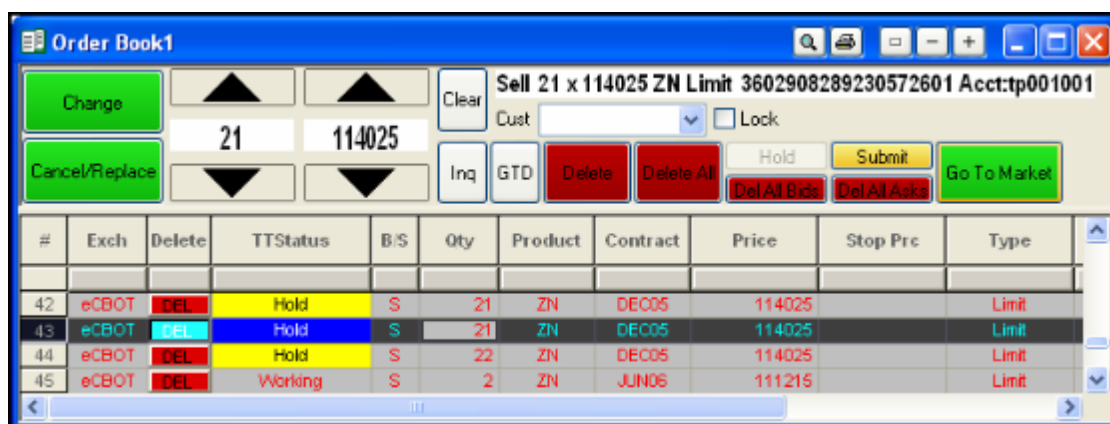 Order Book1
Change
21
114025
Clear
Sell 21 x 114025 ZN Limit 3602908289230572601 Acct:tp001001
Cust
Lock
Cancel/Replace
Inq
GTD
Delete
Delete All
Hold
Submit
Go To Market
Del All Bids
Del All Asks
# Exch Delete TTStatus B/S Qty Product Contract Price Stop Prc Type
42 eCBOT DEL Hold S 21 ZN DEC05 114025 Limit
43 eCBOT DEL Hold S 21 ZN DEC05 114025 Limit
44 eCBOT DEL Hold S 22 ZN DEC05 114025 Limit
45 eCBOT DEL Working S 2 ZN JUN06 111215 Limit